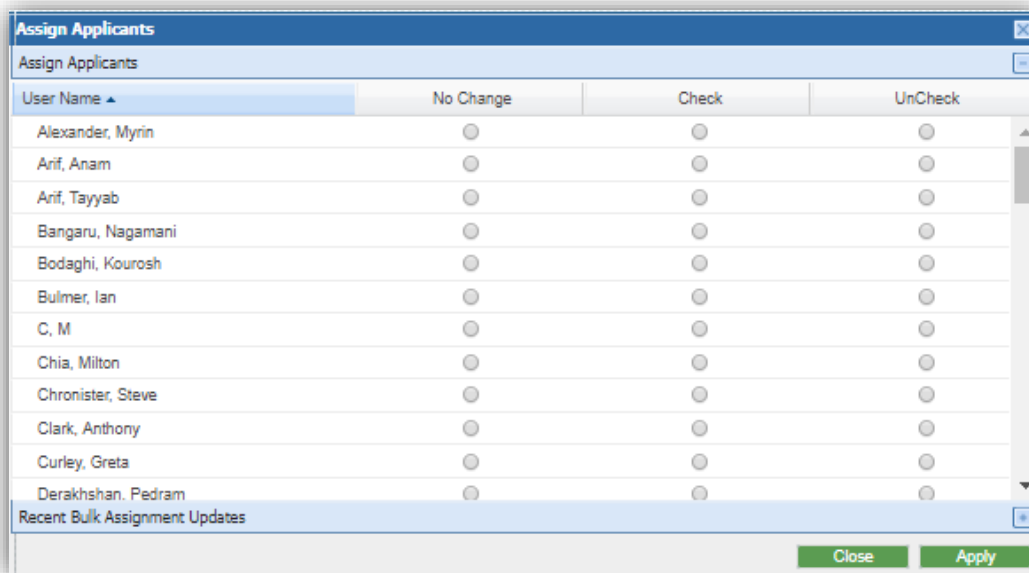 Assign Applicants
Assign Applicants
User Name No Change Check UnCheck
Alexander, Myrin
Arif, Anam
Arif, Tayyab
Bangaru, Nagamani
Bodaghi, Kourosh
Bulmer, Ian
C, M
Chia, Milton
Chronister, Steve
Clark, Anthony
Curley, Greta
Derakhshan, Pedram
Recent Bulk Assignment Updates
Close Apply